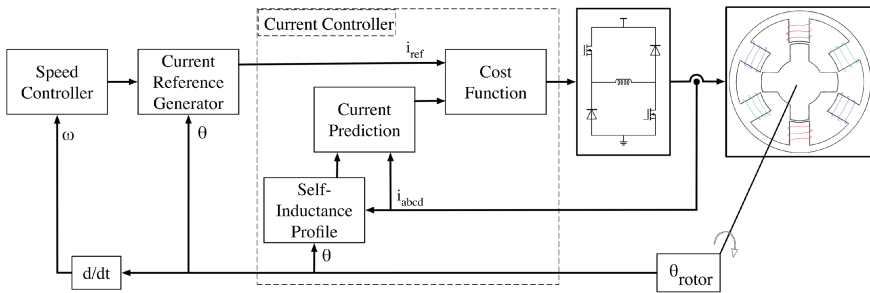 Current Controller
Speed
Controller
Current
Reference
Generator
i_ref
Cost
Function
Current
Prediction
ω
θ
Self-
Inductance
Profile
i_abcd
θ
d/dt
θ_rotor